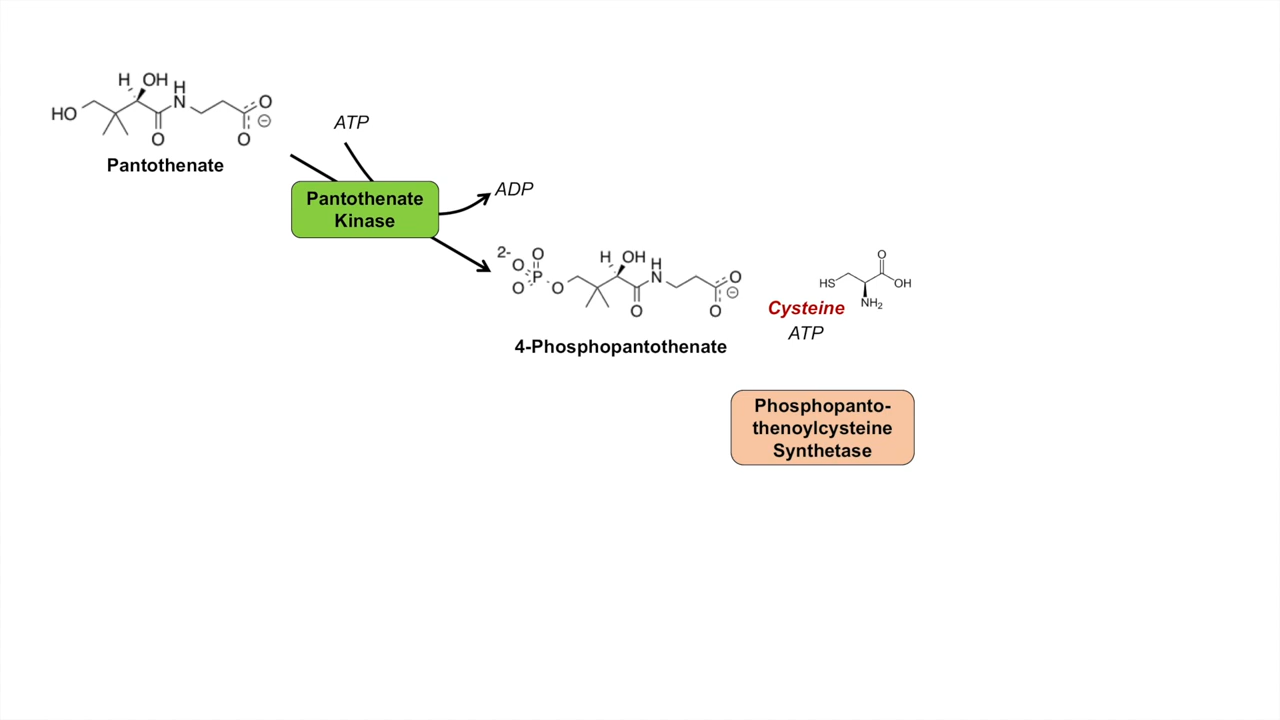 H OH H
N
HO
O
O
O
⊖
Pantothenate
ATP
Pantothenate
Kinase
ADP
2-
O
O
P
O
O
H OH H
N
O
O
O
⊖
4-Phosphopantothenate
O
HS
OH
NH2
Cysteine
ATP
Phosphopanto-
thenoylcysteine
Synthetase